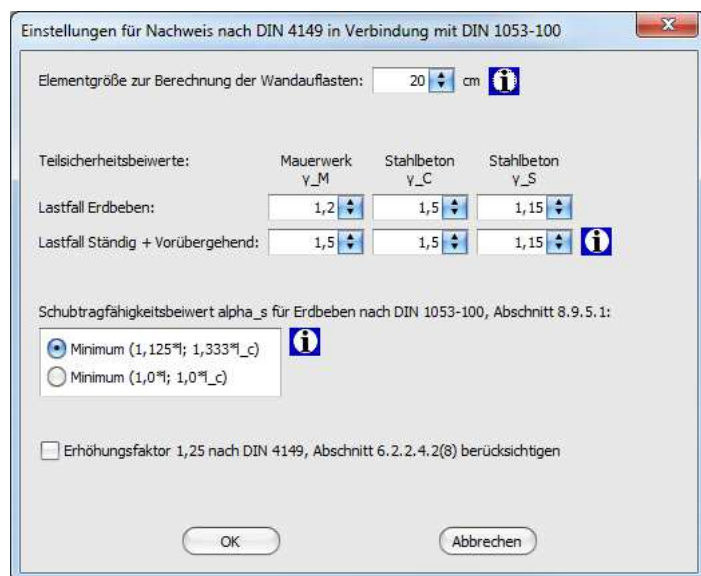 Einstellungen für Nachweis nach DIN 4149 in Verbindung mit DIN 1053-100
Elementgröße zur Berechnung der Wandauflasten: 20 cm
Teilsicherheitsbeiwerte: Mauerwerk Stahlbeton Stahlbeton
γ_M γ_C γ_S
Lastfall Erdbeben: 1,2 1,5 1,15
Lastfall Ständig + Vorübergehend: 1,5 1,5 1,15
Schubtragfähigkeitsbeiwert alpha_s für Erdbeben nach DIN 1053-100, Abschnitt 8.9.5.1:
Minimum (1,125*l; 1,333*l_c)
Minimum (1,0*l; 1,0*l_c)
Erhöhungsfaktor 1,25 nach DIN 4149, Abschnitt 6.2.2.4.2(8) berücksichtigen
OK Abbrechen